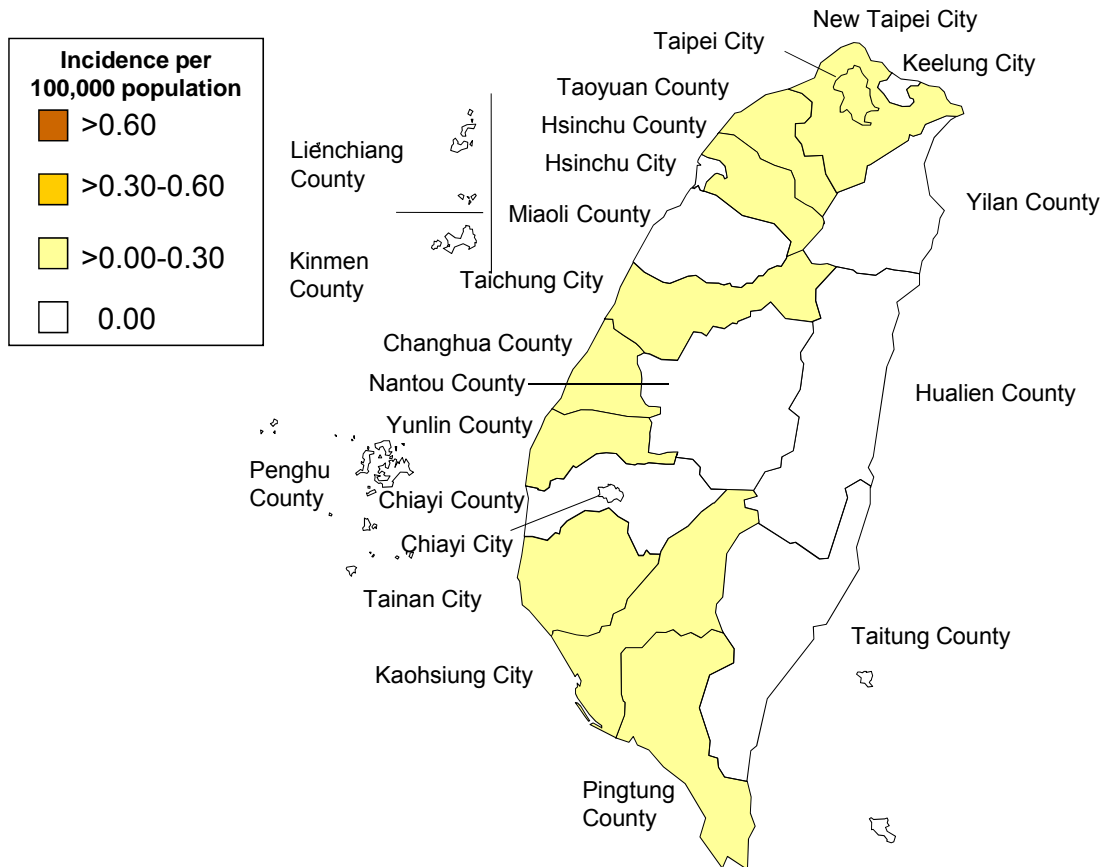 Incidence per
100,000 population
>0.60
>0.30-0.60
>0.00-0.30
0.00
New Taipei City
Taipei City
Keelung City
Taoyuan County
Hsinchu County
Hsinchu City
Lienchiang
County
Miaoli County
Yilan County
Kinmen
County
Taichung City
Changhua County
Nantou County
Hualien County
Yunlin County
Penghu
County
Chiayi County
Chiayi City
Tainan City
Taitung County
Kaohsiung City
Pingtung
County